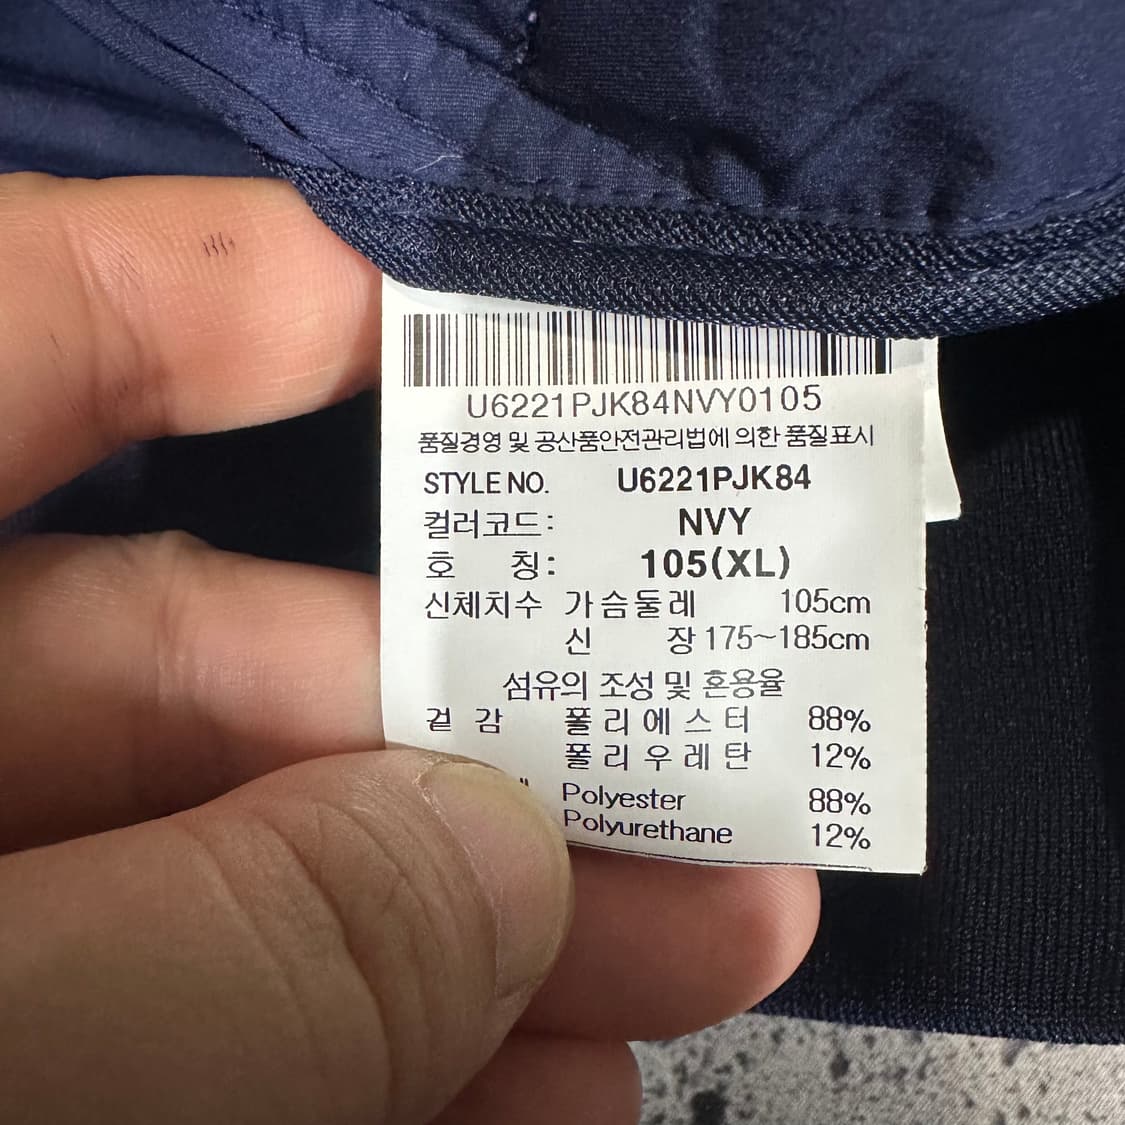 U6221PJK84NVY0105
품질경영 및 공산품안전관리법에 의한 품질표시
STYLE NO. U6221PJK84
컬러코드: NVY
호 칭: 105(XL)
신체치수 가슴둘레 105cm
신 장 175~185cm
섬유의 조성 및 혼용율
겉 감 폴리에스터 88%
폴리우레탄 12%
Polyester 88%
Polyurethane 12%